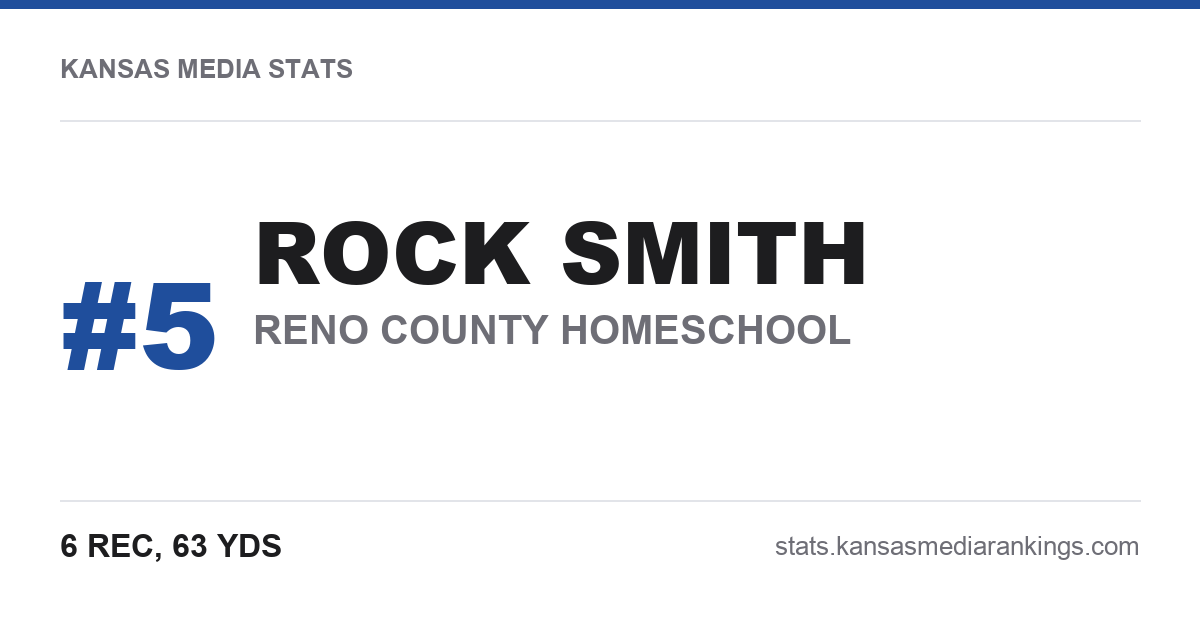 KANSAS MEDIA STATS
#5
ROCK SMITH
RENO COUNTY HOMESCHOOL
6 REC, 63 YDS
stats.kansasmediarankings.com